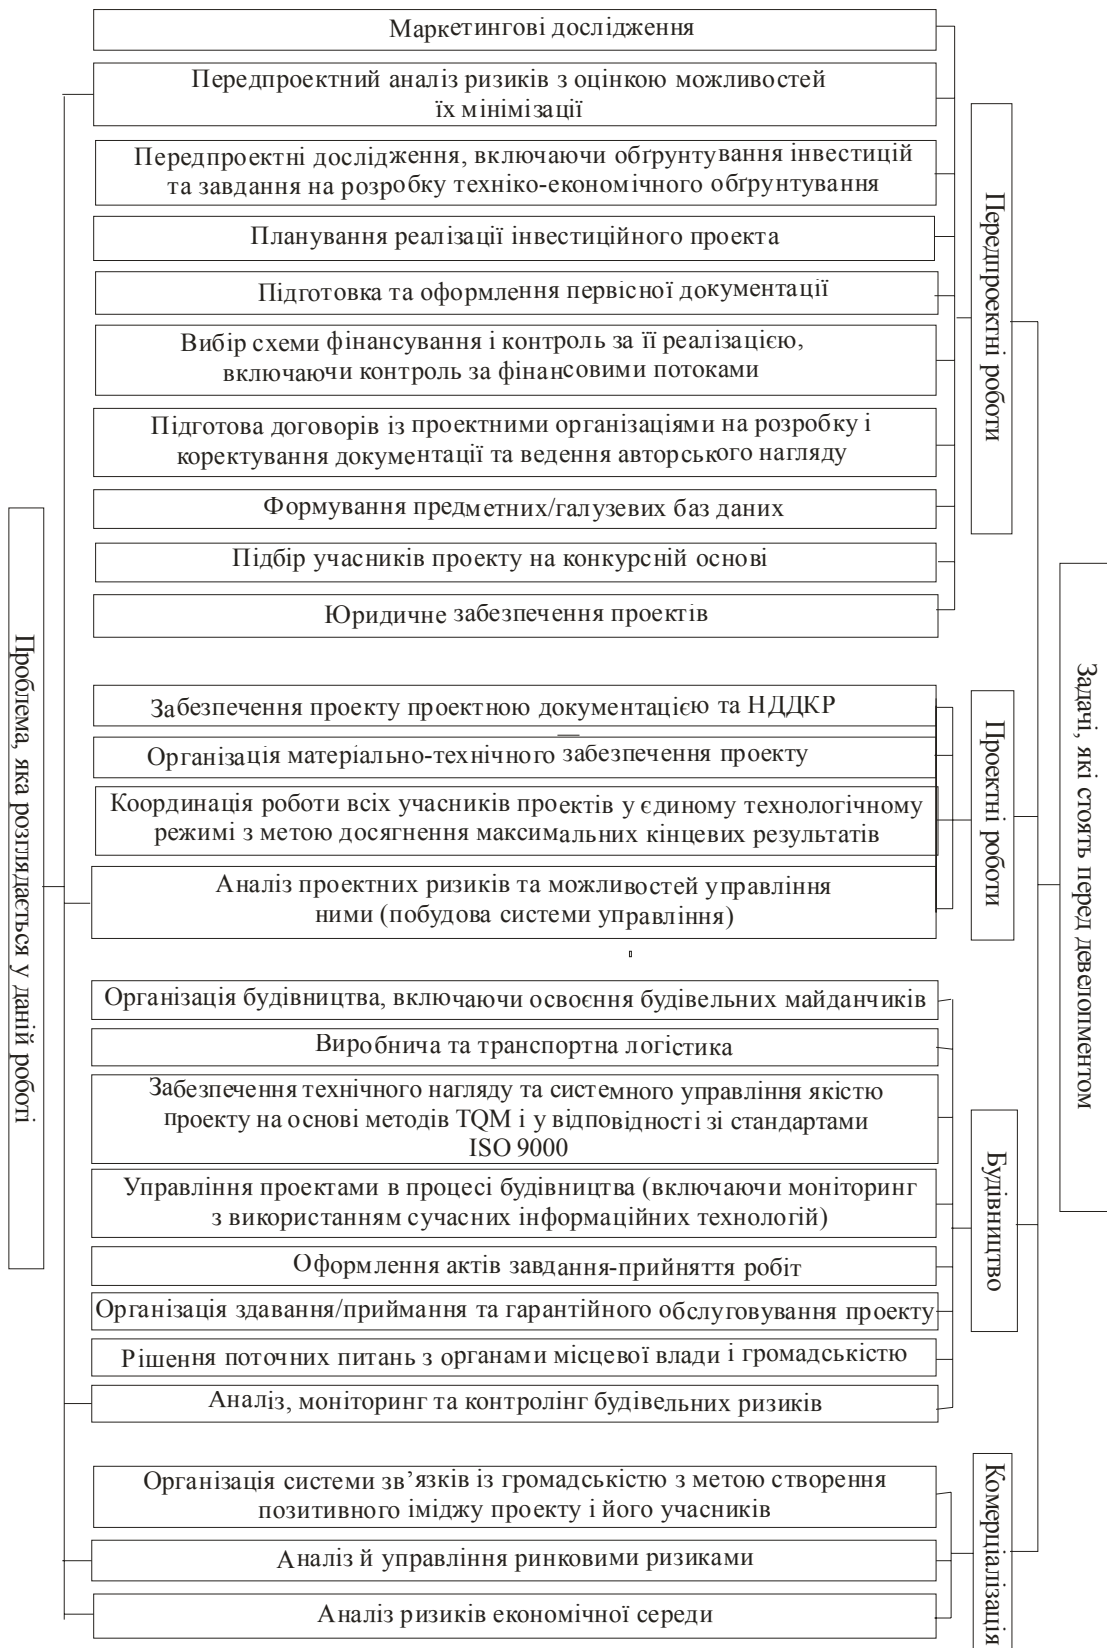 Маркетингові дослідження
Передпроектний аналіз ризиків з оцінкою можливостей
їх мінімізації
Передпроектні дослідження, включаючи обґрунтування інвестицій
та завдання на розробку техніко-економічного обґрунтування
Планування реалізації інвестиційного проекта
Підготовка та оформлення первісної документації
Вибір схеми фінансування і контроль за її реалізацією,
включаючи контроль за фінансовими потоками
Підготова договорів із проектними організаціями на розробку і
коректування документації та ведення авторського нагляду
Формування предметних/галузевих баз даних
Підбір учасників проекту на конкурсній основі
Юридичне забезпечення проектів
Передпроектні роботи
Забезпечення проекту проектною документацією та НДДКР
Організація матеріально-технічного забезпечення проекту
Координація роботи всіх учасників проектів у єдиному технологічному
режимі з метою досягнення максимальних кінцевих результатів
Аналіз проектних ризиків та можливостей управління
ними (побудова системи управління)
Проектні роботи
Організація будівництва, включаючи освоєння будівельних майданчиків
Виробнича та транспортна логістика
Забезпечення технічного нагляду та системного управління якістю
проекту на основі методів TQM і у відповідності зі стандартами
ISO 9000
Управління проектами в процесі будівництва (включаючи моніторинг
з використанням сучасних інформаційних технологій)
Оформлення актів завдання-прийняття робіт
Організація здавання/приймання та гарантійного обслуговування проекту
Рішення поточних питань з органами місцевої влади і громадськістю
Аналіз, моніторинг та контролінг будівельних ризиків
Будівництво
Організація системи зв’язків із громадськістю з метою створення
позитивного іміджу проекту і його учасників
Аналіз й управління ринковими ризиками
Аналіз ризиків економічної середи
Комерціалізація
Задачі, які стоять перед девелопментом
Проблема, яка розглядається у даній роботі